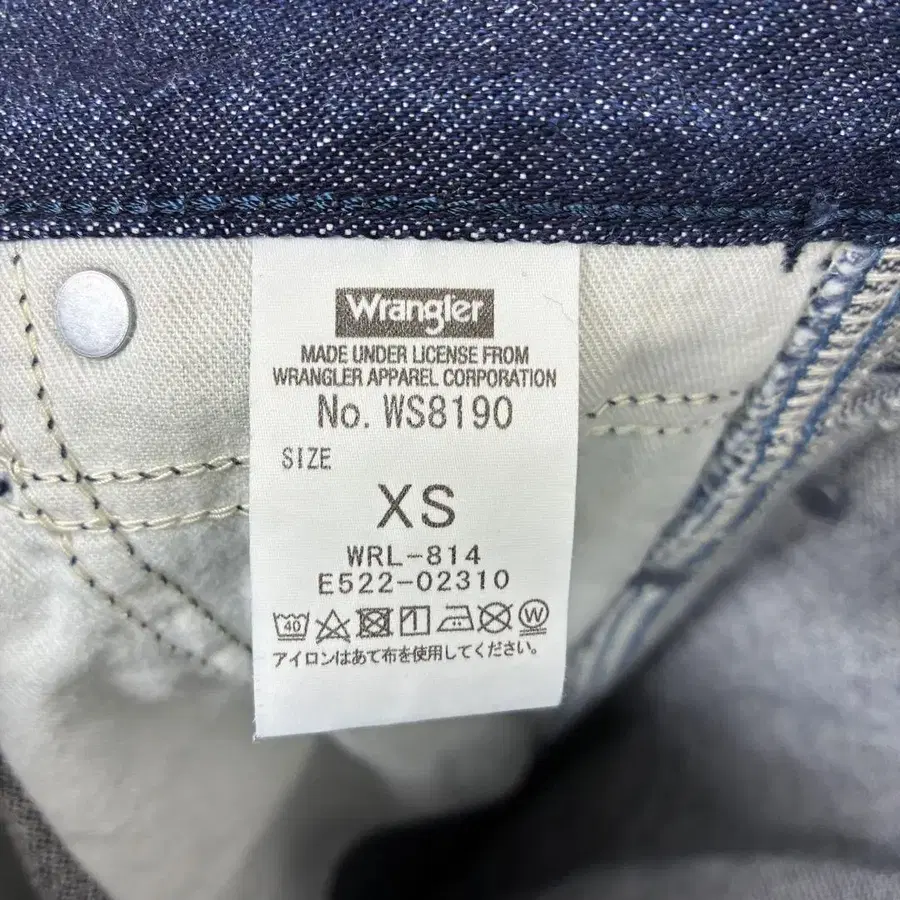 Wrangler
MADE UNDER LICENSE FROM
WRANGLER APPAREL CORPORATION
No. WS8190
SIZE
XS
WRL-814
E522-02310
40 W
アイロンはあて布を使用してください。